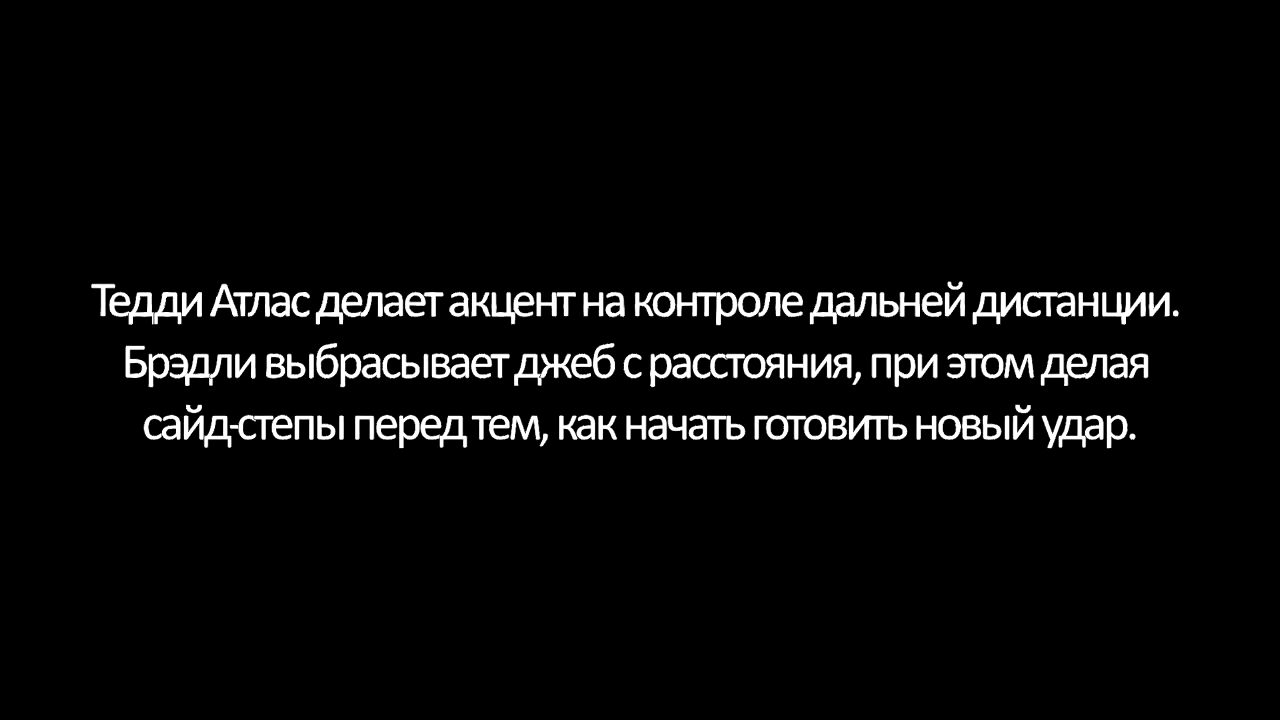 Тедди Атлас делает акцент на контроле дальней дистанции.
Брэдли выбрасывает джеб с расстояния, при этом делая
сайд-степы перед тем, как начать готовить новый удар.